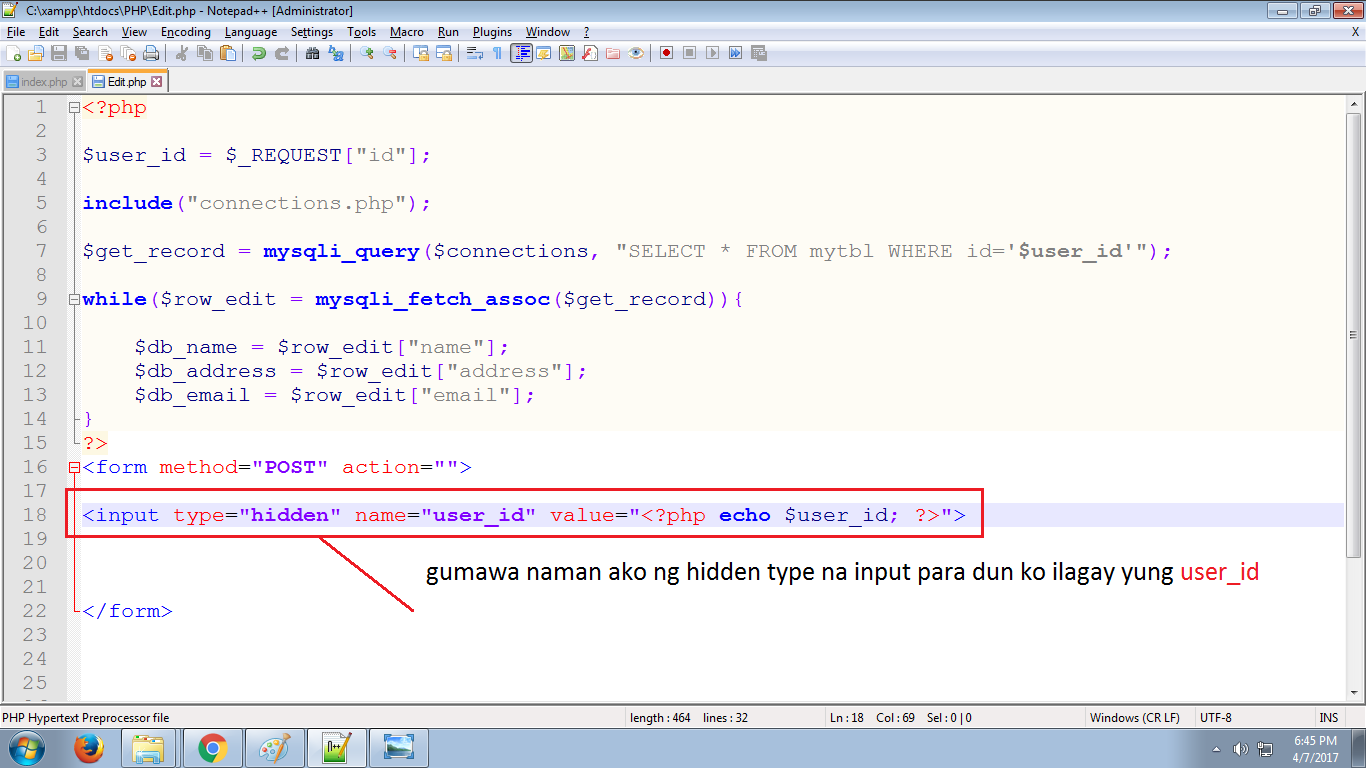 C:\xampp\htdocs\PHP\Edit.php - Notepad++ [Administrator]
File Edit Search View Encoding Language Settings Tools Macro Run Plugins Window ? X
index.php Edit.php
1 <?php
2
3 $user_id = $_REQUEST["id"];
4
5 include("connections.php");
6
7 $get_record = mysqli_query($connections, "SELECT * FROM mytbl WHERE id='$user_id'");
8
9 while($row_edit = mysqli_fetch_assoc($get_record)){
10
11 $db_name = $row_edit["name"];
12 $db_address = $row_edit["address"];
13 $db_email = $row_edit["email"];
14 }
15 ?>
16 <form method="POST" action="">
17
18 <input type="hidden" name="user_id" value="<?php echo $user_id; ?>">
19
20
gumawa naman ako ng hidden type na input para dun ko ilagay yung user_id
21
22 </form>
23
24
25
PHP Hypertext Preprocessor file length : 464 lines : 32 Ln : 18 Col : 69 Sel : 0 | 0 Windows (CR LF) UTF-8 INS
6:45 PM
4/7/2017